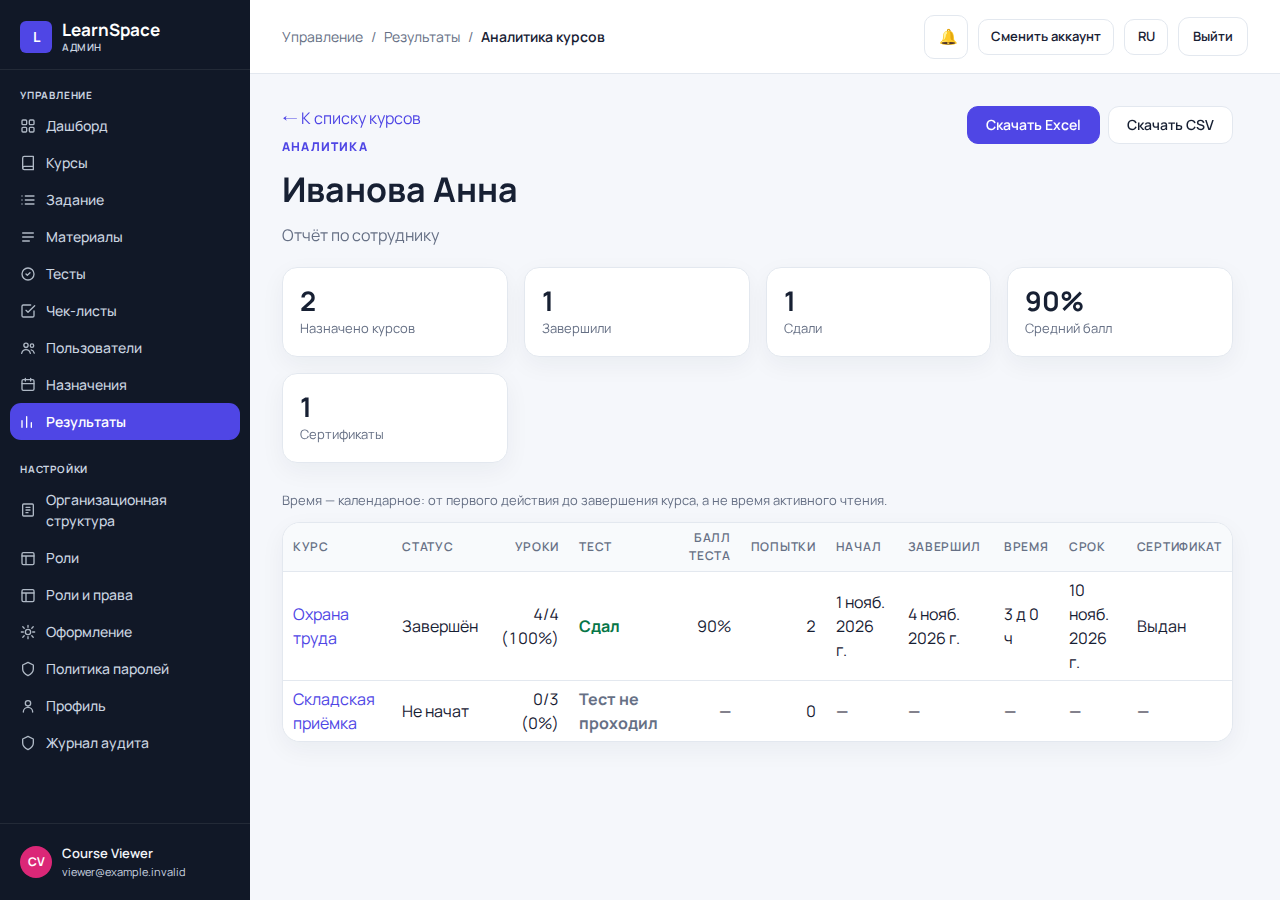 L
LearnSpace
АДМИН
УПРАВЛЕНИЕ
Дашборд
Курсы
Задание
Материалы
Тесты
Чек-листы
Пользователи
Назначения
Результаты
НАСТРОЙКИ
Организационная
структура
Роли
Роли и права
Оформление
Политика паролей
Профиль
Журнал аудита
CV
Course Viewer
viewer@example.invalid
Управление / Результаты / Аналитика курсов
Сменить аккаунт
RU
Выйти
← К списку курсов
Скачать Excel
Скачать CSV
АНАЛИТИКА
Иванова Анна
Отчёт по сотруднику
2
Назначено курсов
1
Завершили
1
Сдали
90%
Средний балл
1
Сертификаты
Время — календарное: от первого действия до завершения курса, а не время активного чтения.
КУРС
СТАТУС
УРОКИ
ТЕСТ
БАЛЛ
ТЕСТА
ПОПЫТКИ
НАЧАЛ
ЗАВЕРШИЛ
ВРЕМЯ
СРОК
СЕРТИФИКАТ
Охрана
труда
Завершён
4/4
(100%)
Сдал
90%
2
1 нояб.
2026
г.
4 нояб.
2026 г.
3 д 0
ч
10
нояб.
2026
г.
Выдан
Складская
приёмка
Не начат
0/3
(0%)
Тест не
проходил
—
0
—
—
—
—
—